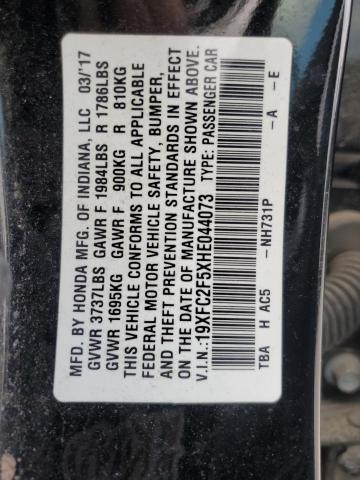 MFD. BY HONDA MFG. OF INDIANA, LLC 03/'17
GVWR 3737LBS GAWR F 1984LBS R 1786LBS
GVWR 1695KG GAWR F 900KG R 810KG
THIS VEHICLE CONFORMS TO ALL APPLICABLE
FEDERAL MOTOR VEHICLE SAFETY, BUMPER,
AND THEFT PREVENTION STANDARDS IN EFFECT
ON THE DATE OF MANUFACTURE SHOWN ABOVE.
V.I.N.:19XFC2F5XHE044073 TYPE: PASSENGER CAR
TBA H AC5 -NH731P -A -E